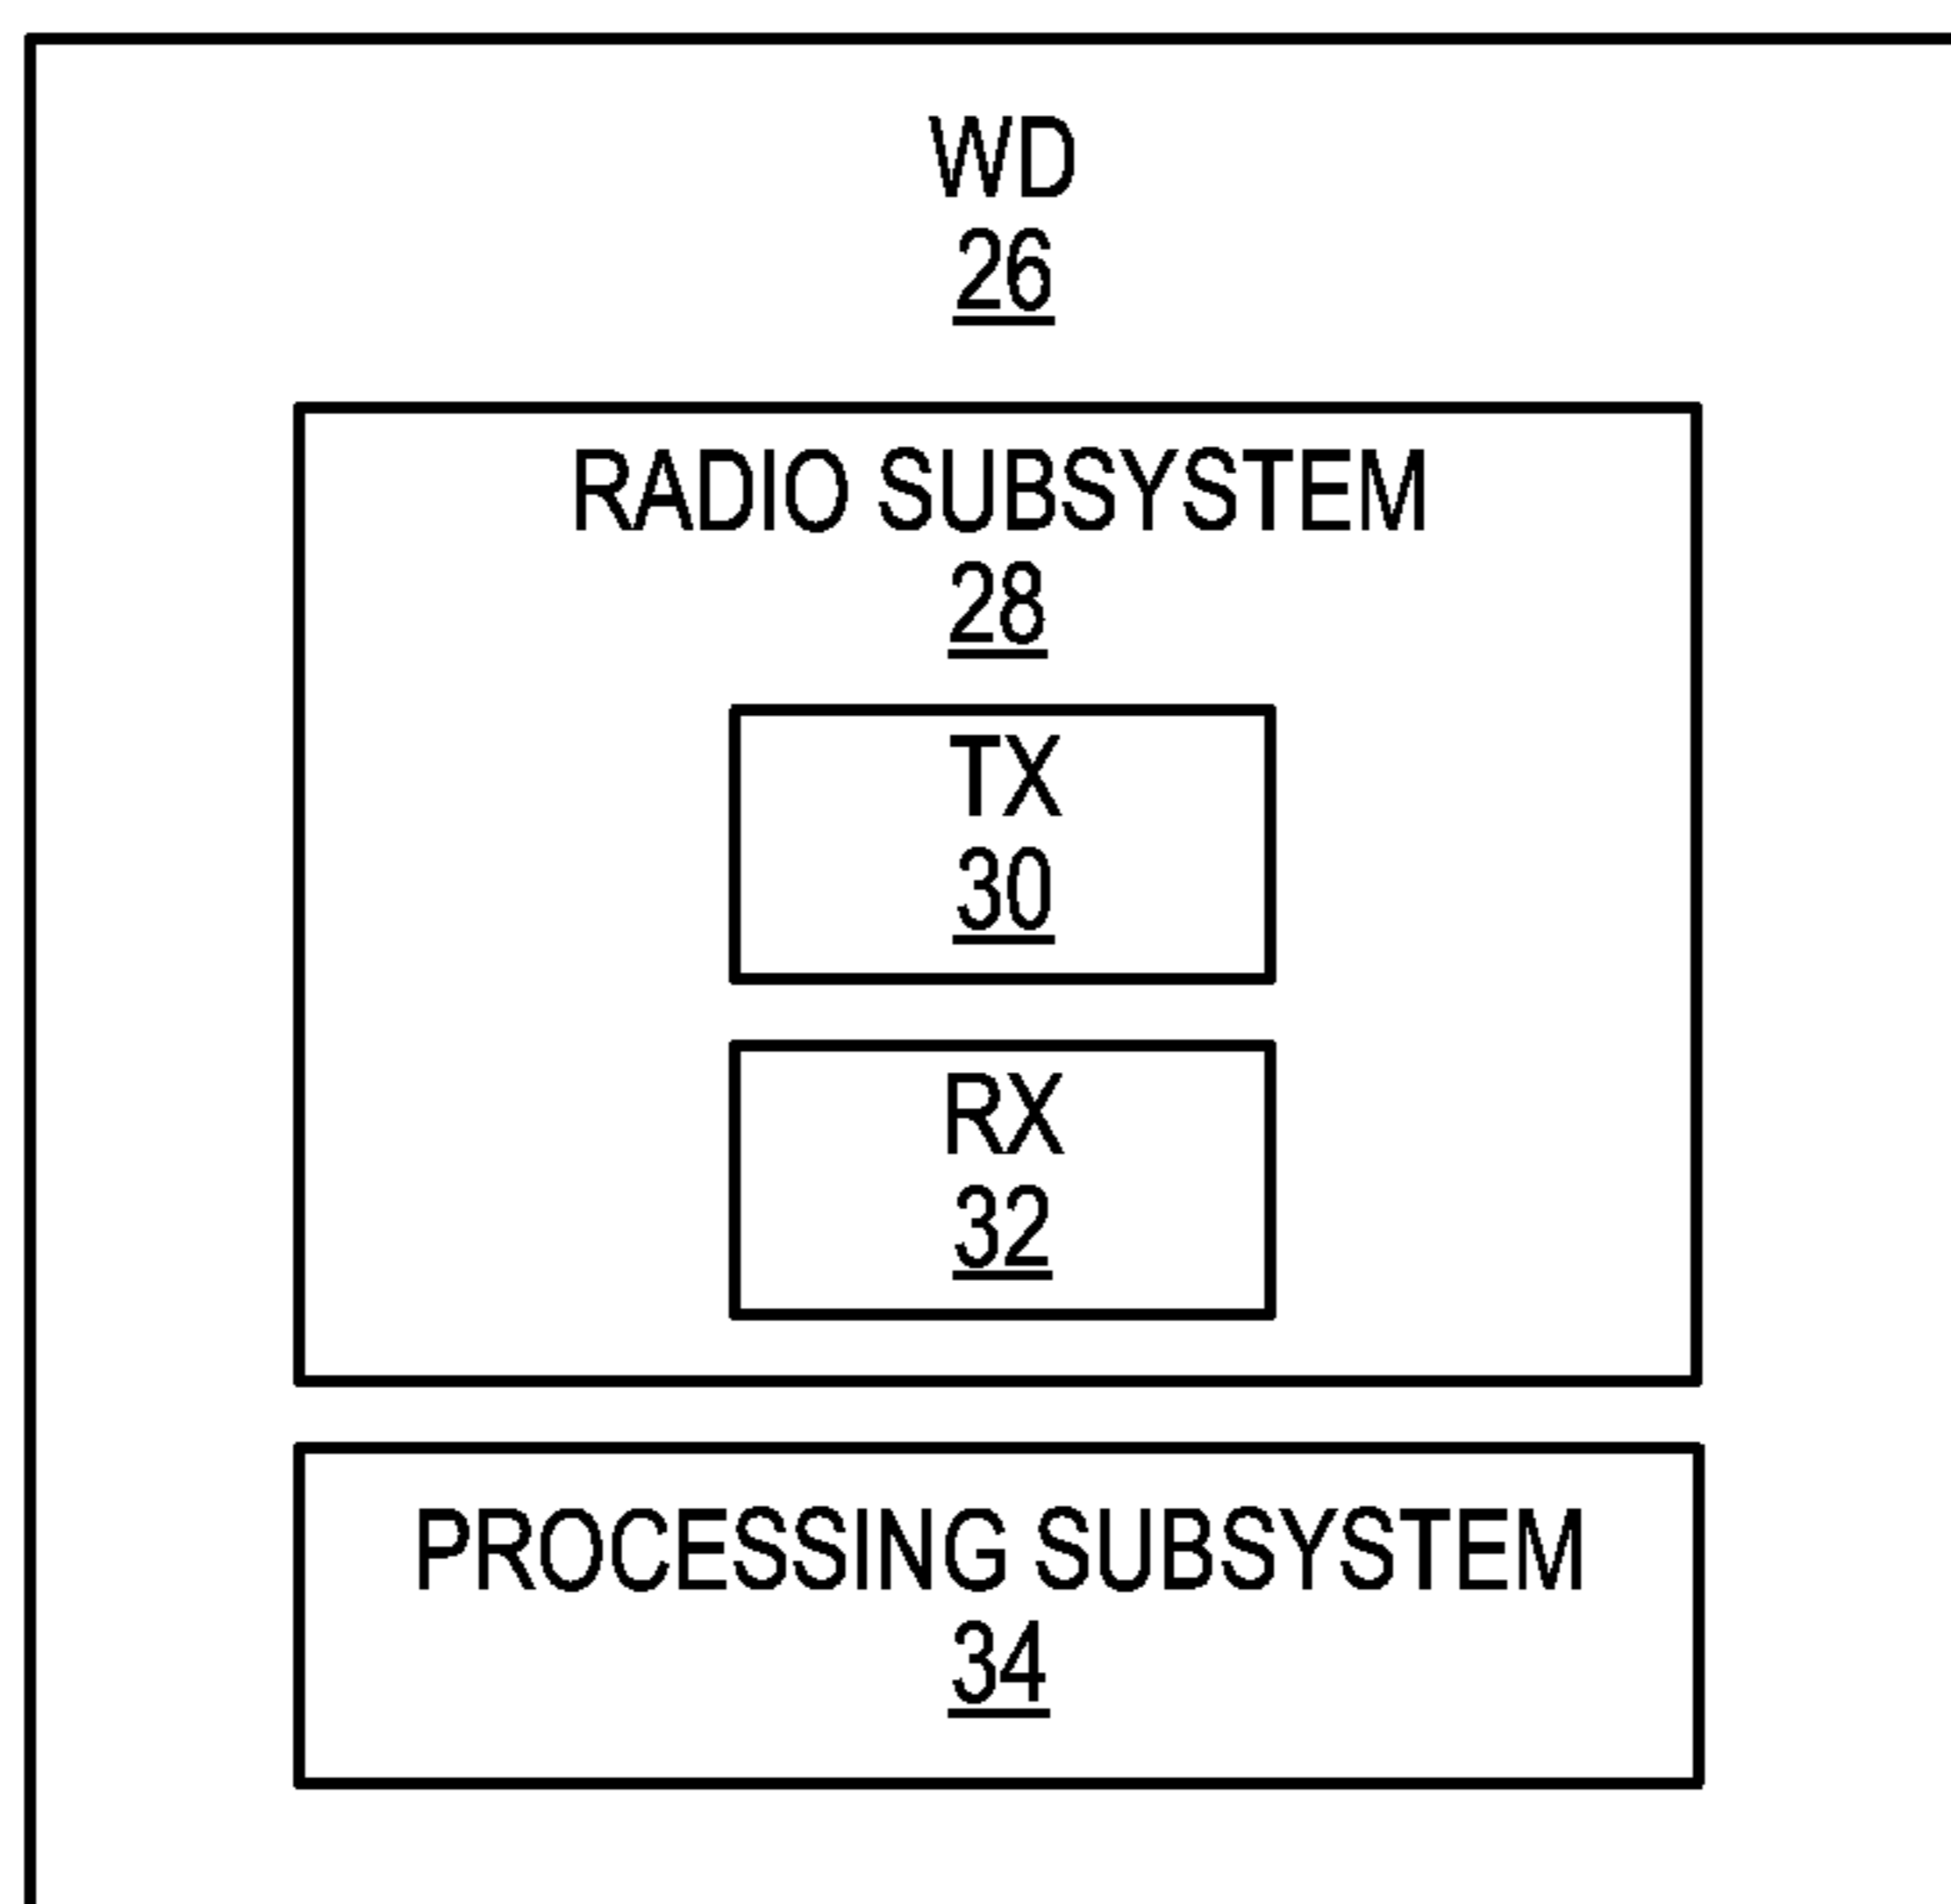 WD
26
RADIO SUBSYSTEM
28
TX
30
RX
32
PROCESSING SUBSYSTEM
34